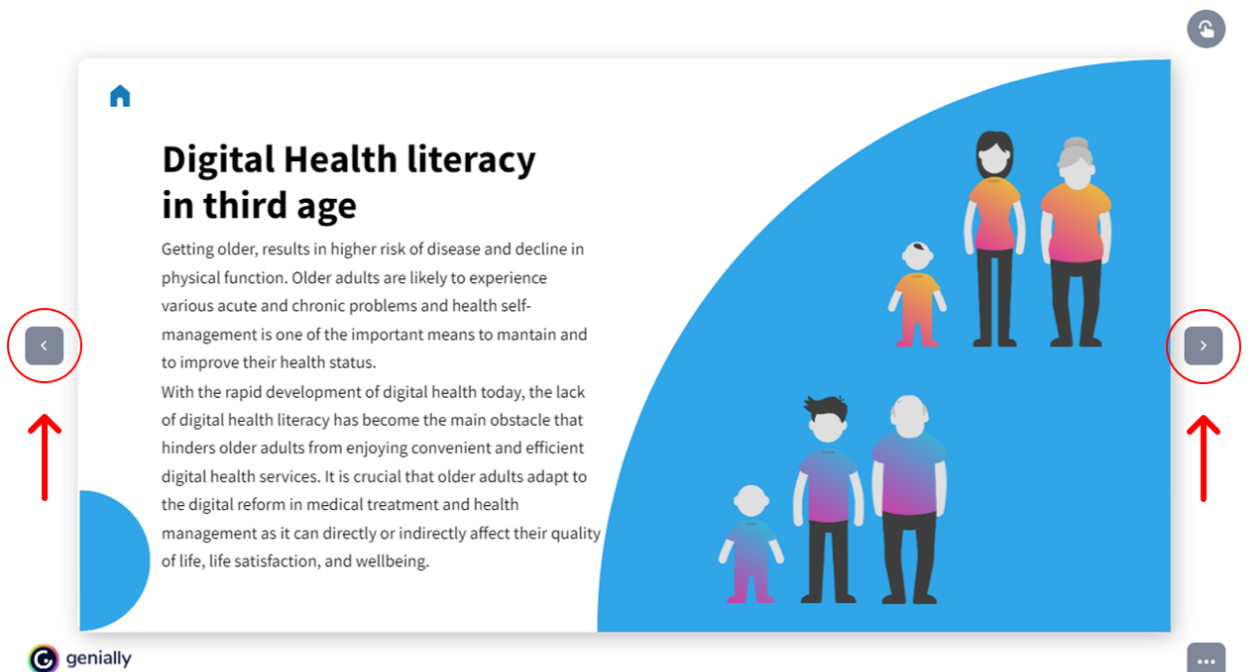 Digital Health literacy
in third age
Getting older, results in higher risk of disease and decline in
physical function. Older adults are likely to experience
various acute and chronic problems and health self-
management is one of the important means to mantain and
to improve their health status.
With the rapid development of digital health today, the lack
of digital health literacy has become the main obstacle that
hinders older adults from enjoying convenient and efficient
digital health services. It is crucial that older adults adapt to
the digital reform in medical treatment and health
management as it can directly or indirectly affect their quality
of life, life satisfaction, and wellbeing.
genially